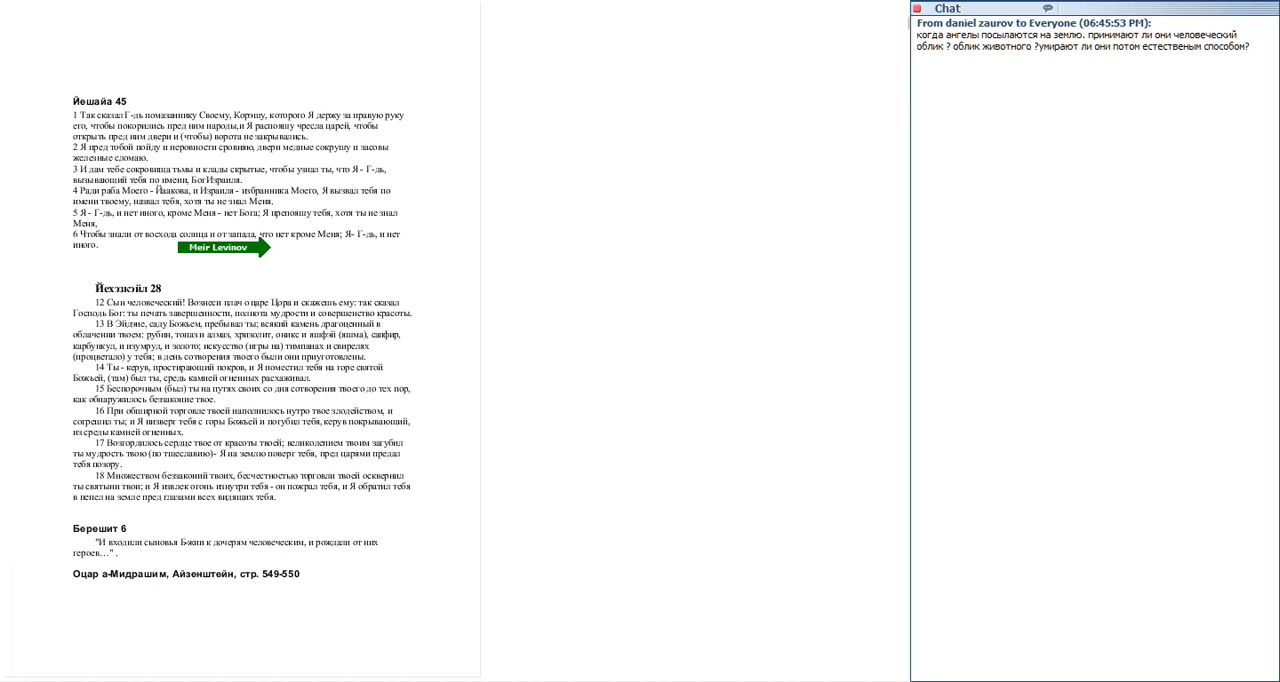 Йешайа 45
1 Так сказал Г-дь помазаннику Своему, Корэшу, которого Я держу за правую руку
его, чтобы покорились пред ним народы,и Я распояшу чресла царей, чтобы
открыть пред ним двери и (чтобы) ворота не закрывались.
2 Я пред тобой пойду и неровности сровняю, двери медные сокрушу и засовы
железные сломаю.
3 И дам тебе сокровища тьмы и клады скрытые, чтобы узнал ты, что Я - Г-дь,
вызывающий тебя по имени, Бог Израиля.
4 Ради раба Моего - Йаакова, и Израиля - избранника Моего, Я вызвал тебя по
имени твоему, назвал тебя, хотя ты не знал Меня.
5 Я - Г-дь, и нет иного, кроме Меня - нет Бога; Я препояшу тебя, хотя ты не знал
Меня,
6 Чтобы знали от восхода солнца и от запада, что нет кроме Меня; Я- Г-дь, и нет
иного.
Meir Levinov
Йехэзкэйл 28
12 Сын человеческий! Вознеси плач о царе Цора и скажешь ему: так сказал
Господь Бог: ты печать завершенности, полнота мудрости и совершенство красоты.
13 В Эйдэне, саду Божьем, пребывал ты; всякий камень драгоценный в
облачении твоем: рубин, топаз и алмаз, хризолит, оникс и яшфэй (яшма), сапфир,
карбункул, и изумруд, и золото; искусство (игры на) тимпанах и свирелях
(процветало) у тебя; в день сотворения твоего были они приуготовлены.
14 Ты - керув, простирающий покров, и Я поместил тебя на горе святой
Божьей, (там) был ты, средь камней огненных расхаживал.
15 Беспорочным (был) ты на путях своих со дня сотворения твоего до тех пор,
как обнаружилось беззаконие твое.
16 При обширной торговле твоей наполнилось нутро твое злодейством, и
согрешил ты; и Я низверг тебя с горы Божьей и погубил тебя, керув покрывающий,
из среды камней огненных.
17 Возгордилось сердце твое от красоты твоей; великолепием твоим загубил
ты мудрость твою (по тщеславию)- Я на землю поверг тебя, пред царями предал
тебя позору.
18 Множеством беззаконий твоих, бесчестностью торговли твоей осквернил
ты святыни твои; и Я извлек огонь изнутри тебя - он пожрал тебя, и Я обратил тебя
в пепел на земле пред глазами всех видящих тебя.
Берешит 6
"И входили сыновья Б-жии к дочерям человеческим, и рождали от них
героев…" .
Оцар а-Мидрашим, Айзенштейн, стр. 549-550
Chat
From daniel zaurov to Everyone (06:45:53 PM):
когда ангелы посылаются на землю. принимают ли они человеческий
облик ? облик животного ?умирают ли они потом естественым способом?